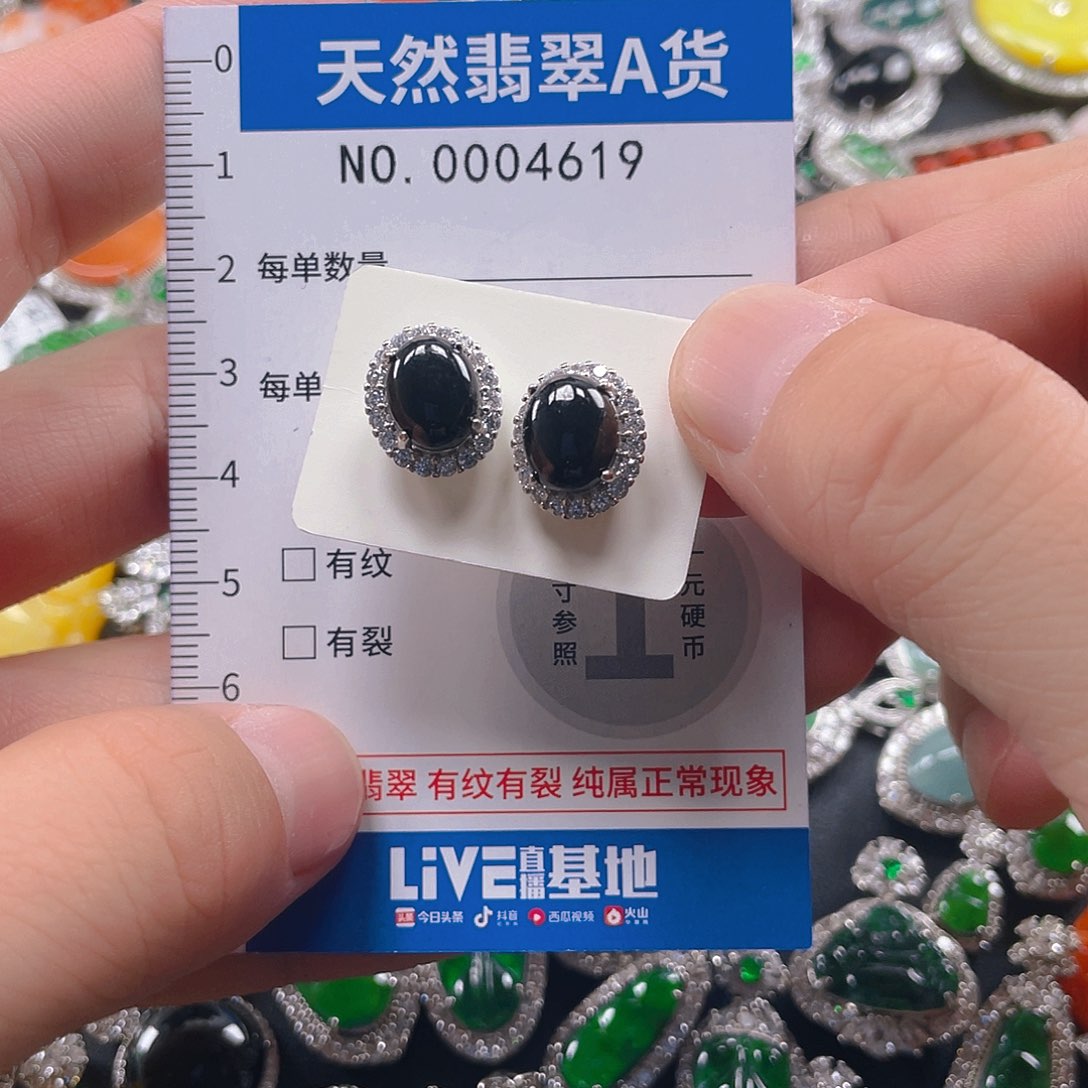 天然翡翠A货
NO. 0004619
0
1
2
3
4
5
6
每单数量
每单
□ 有纹
□ 有裂
寸参照
元硬币
1
翡翠 有纹有裂 纯属正常现象
LiVE直播基地
头条 今日头条 抖音 西瓜视频 火山